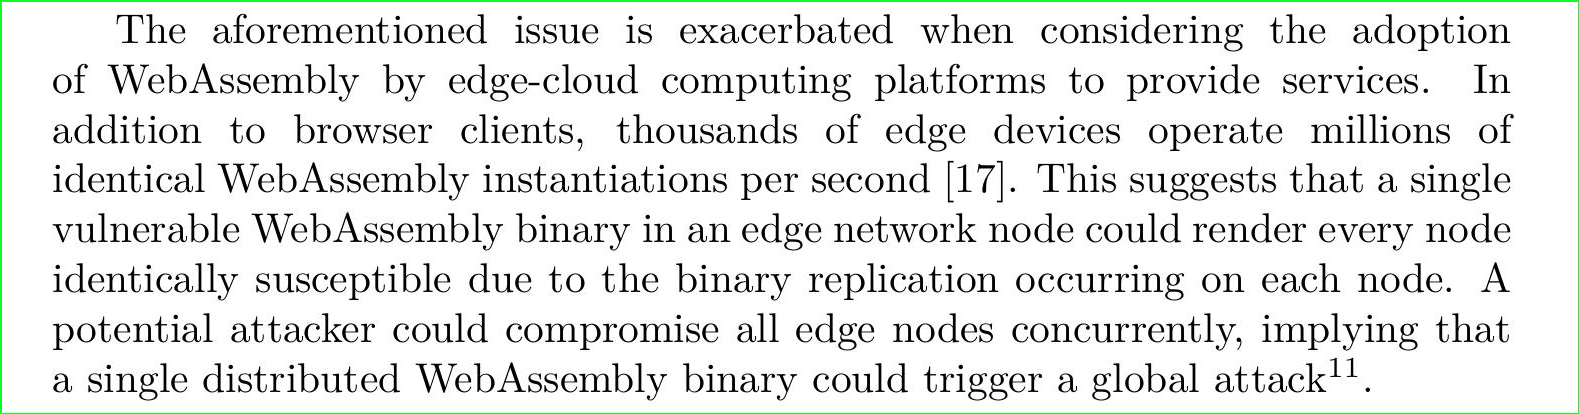 The aforementioned issue is exacerbated when considering the adoption
of WebAssembly by edge-cloud computing platforms to provide services. In
addition to browser clients, thousands of edge devices operate millions of
identical WebAssembly instantiations per second [17]. This suggests that a single
vulnerable WebAssembly binary in an edge network node could render every node
identically susceptible due to the binary replication occurring on each node. A
potential attacker could compromise all edge nodes concurrently, implying that
a single distributed WebAssembly binary could trigger a global attack¹¹.